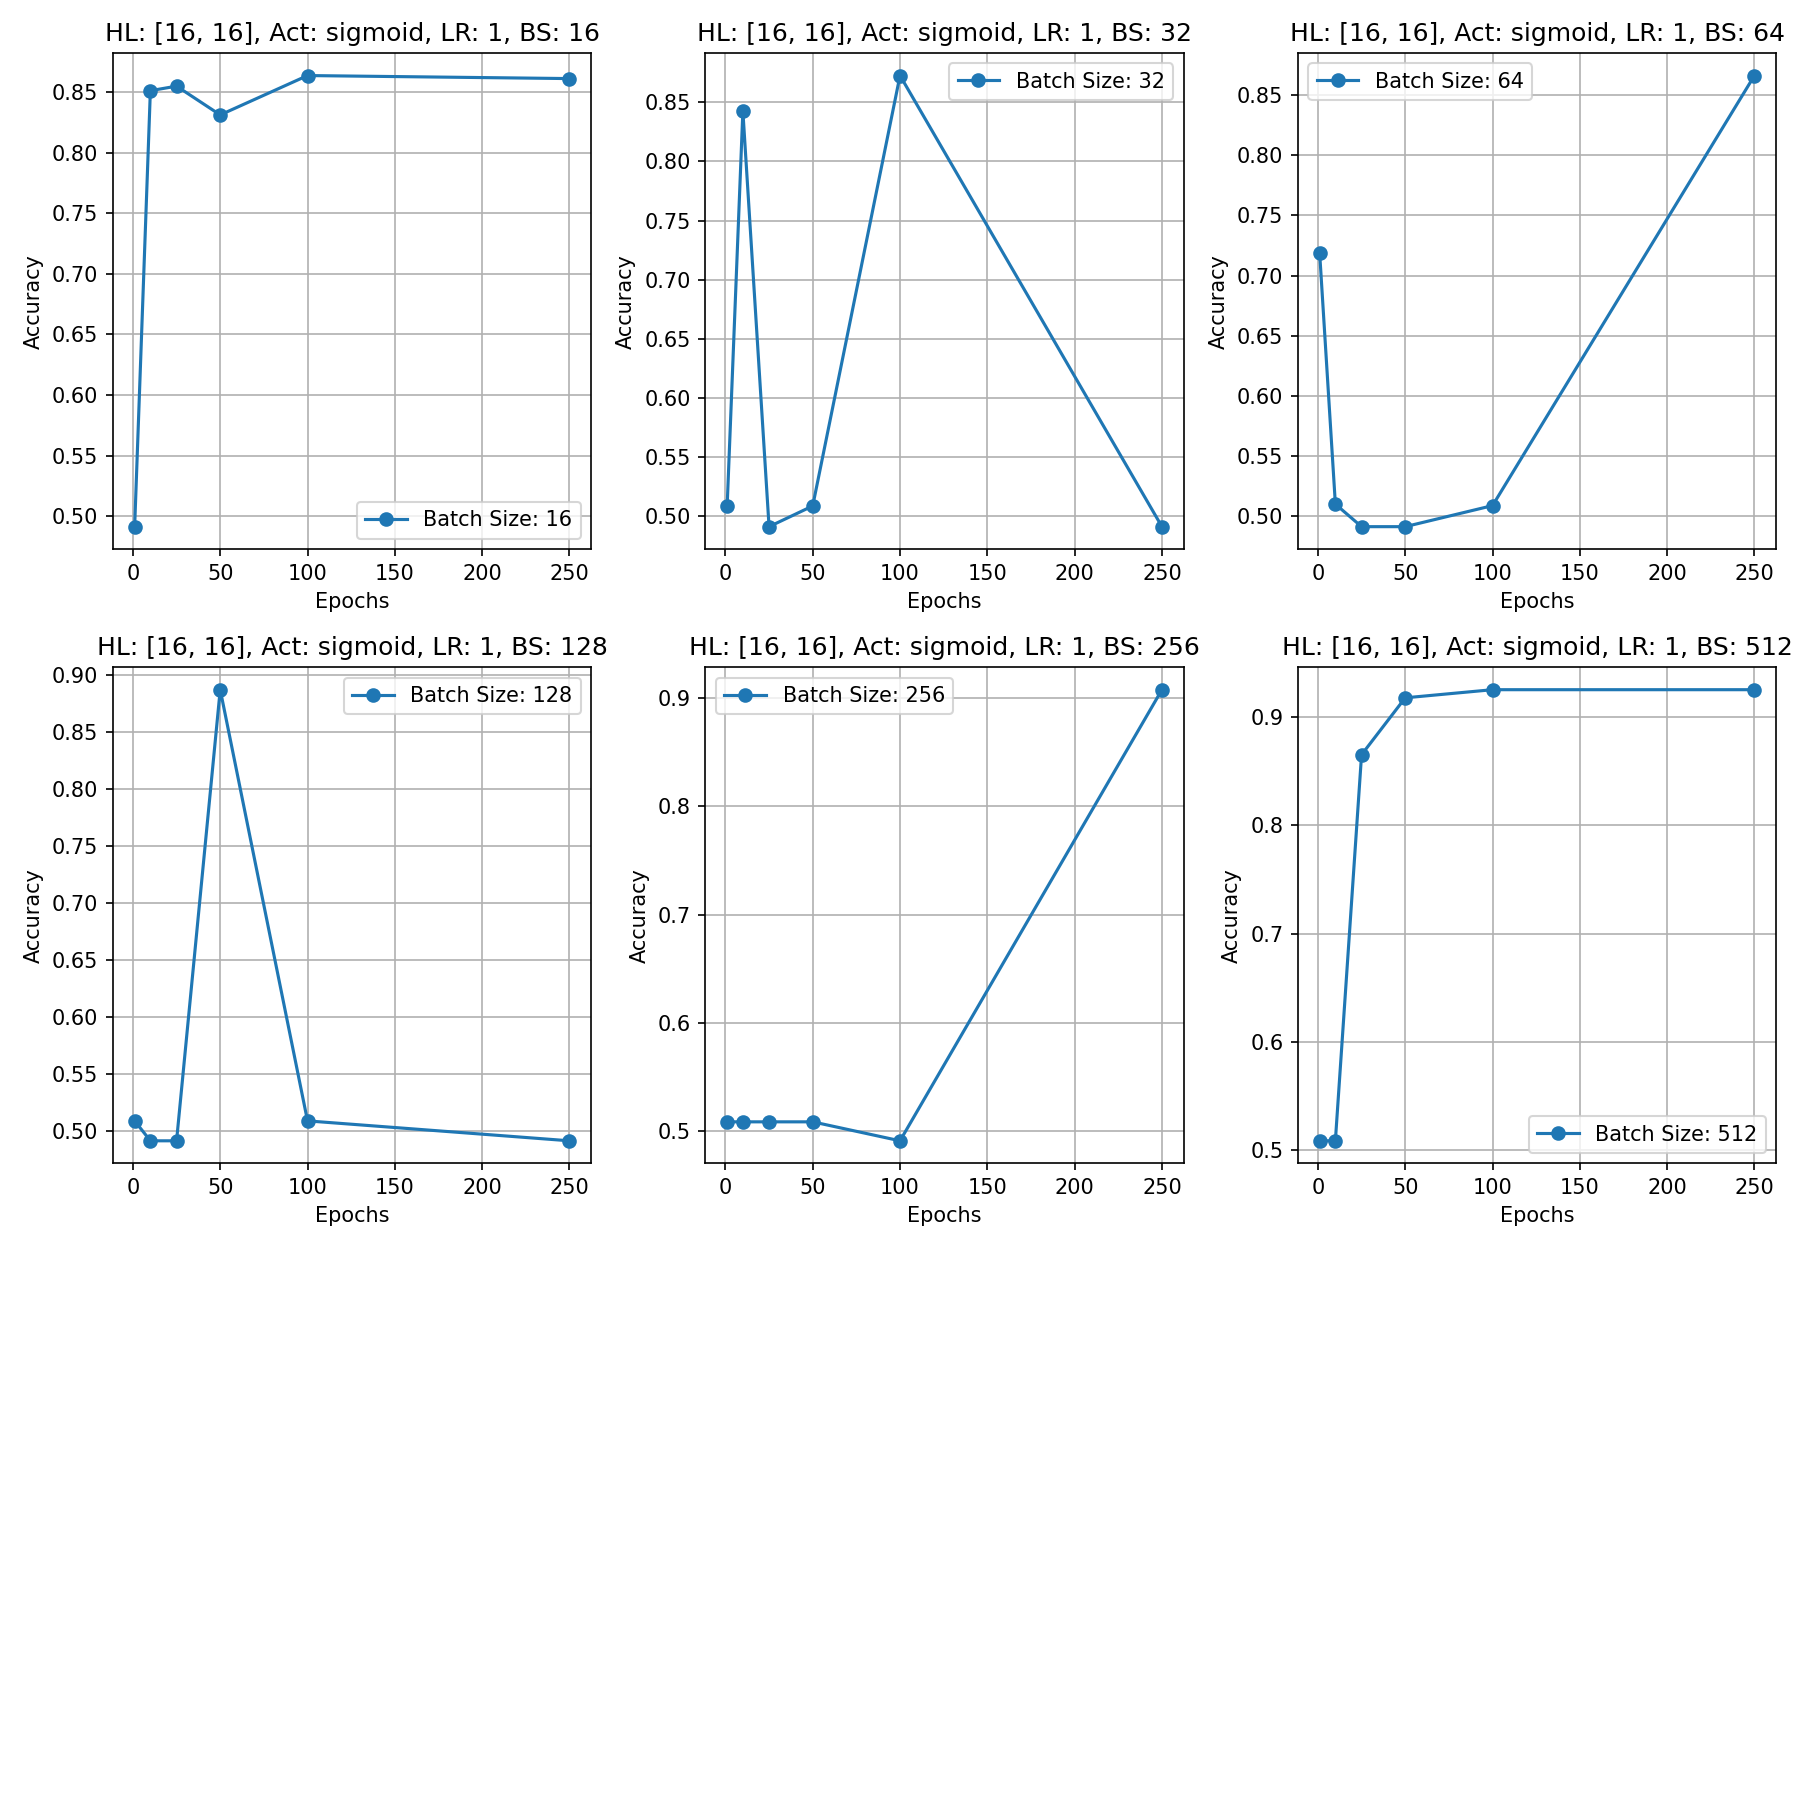 HL: [16, 16], Act: sigmoid, LR: 1, BS: 16
Accuracy
0.85
0.80
0.75
0.70
0.65
0.60
0.55
0.50
Batch Size: 16
0 50 100 150 200 250
Epochs
HL: [16, 16], Act: sigmoid, LR: 1, BS: 32
Accuracy
0.85
0.80
0.75
0.70
0.65
0.60
0.55
0.50
Batch Size: 32
0 50 100 150 200 250
Epochs
HL: [16, 16], Act: sigmoid, LR: 1, BS: 64
Accuracy
0.85
0.80
0.75
0.70
0.65
0.60
0.55
0.50
Batch Size: 64
0 50 100 150 200 250
Epochs
HL: [16, 16], Act: sigmoid, LR: 1, BS: 128
Accuracy
0.90
0.85
0.80
0.75
0.70
0.65
0.60
0.55
0.50
Batch Size: 128
0 50 100 150 200 250
Epochs
HL: [16, 16], Act: sigmoid, LR: 1, BS: 256
Accuracy
0.9
0.8
0.7
0.6
0.5
Batch Size: 256
0 50 100 150 200 250
Epochs
HL: [16, 16], Act: sigmoid, LR: 1, BS: 512
Accuracy
0.9
0.8
0.7
0.6
0.5
Batch Size: 512
0 50 100 150 200 250
Epochs